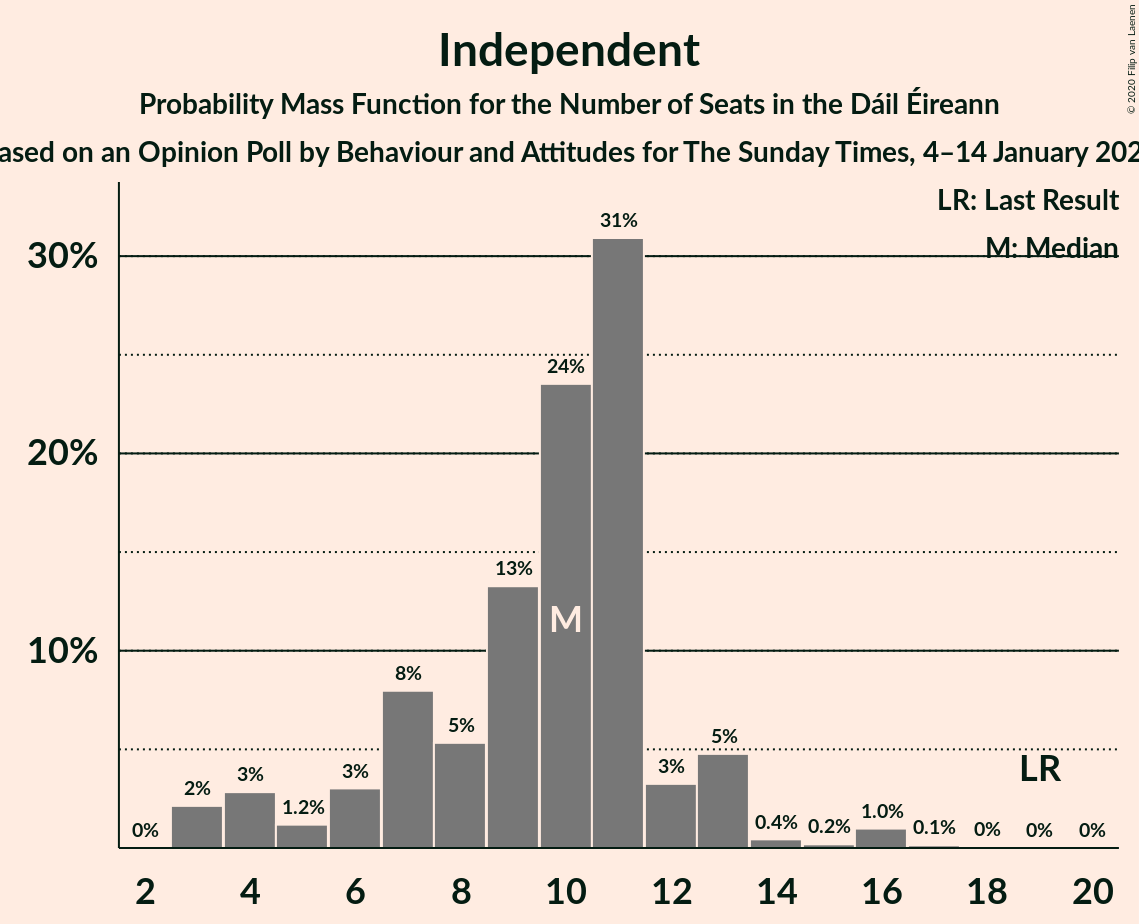 © 2020 Filip van Laenen
Independent
Probability Mass Function for the Number of Seats in the Dáil Éireann
ased on an Opinion Poll by Behaviour and Attitudes for The Sunday Times, 4–14 January 202
LR: Last Result
M: Median
30%
20%
10%
0%
2%
3%
1.2%
3%
8%
5%
13%
24%
31%
3%
5%
0.4%
0.2%
1.0%
0.1%
0%
0%
0%
M
LR
2 4 6 8 10 12 14 16 18 20